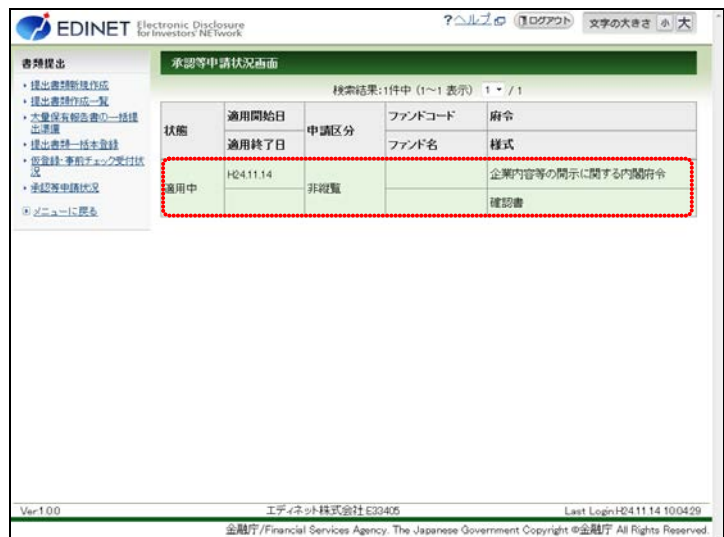 EDINET Electronic Disclosure for Investors' NETwork
?ヘルプ ログアウト 文字の大きさ 小 大
書類提出
・提出書類新規作成
・提出書類作成一覧
・大量保有報告書の一括提
出準備
・提出書類一括本登録
・仮登録・事前チェック受付状
況
・承認等申請状況
メニューに戻る
承認等申請状況画面
検索結果:1件中 (1~1 表示) 1 / 1
状態 適用開始日 申請区分 ファンドコード 府令
適用終了日 ファンド名 様式
適用中 H24.11.14 非縦覧 企業内容等の開示に関する内閣府令
確認書
Ver.1.0.0 エディネット株式会社:E33405 Last Login:H24.11.14 10:04:29
金融庁/Financial Services Agency. The Japanese Government Copyright ©金融庁 All Rights Reserved.